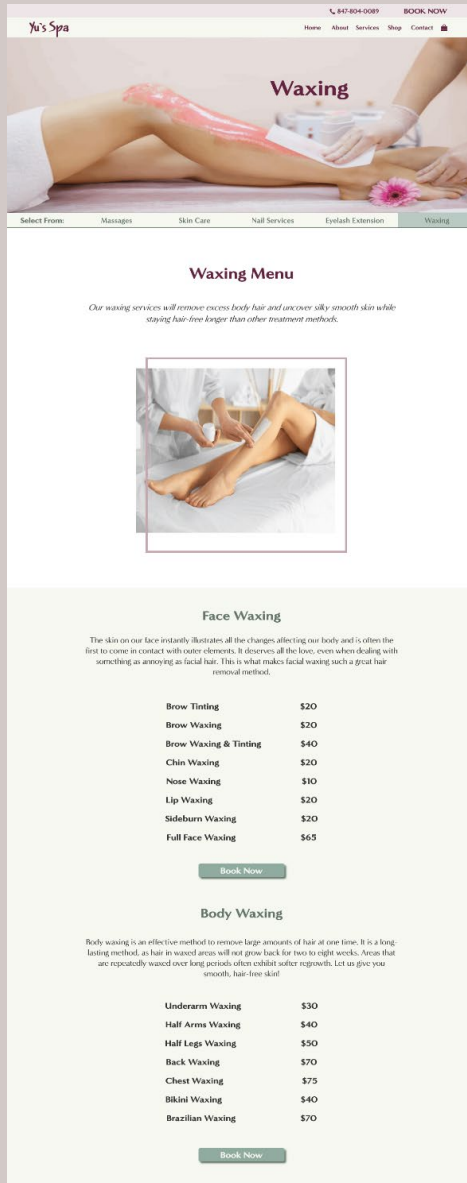 847-804-0089 BOOK NOW
Yu's Spa
Home About Services Shop Contact
Waxing
Select From: Massages Skin Care Nail Services Eyelash Extension Waxing
Waxing Menu
Our waxing services will remove excess body hair and uncover silky smooth skin while
staying hair-free longer than other treatment methods.
Face Waxing
The skin on our face instantly illustrates all the changes affecting our body and is often the
first to come in contact with outer elements. It deserves all the love, even when dealing with
something as annoying as facial hair. This is what makes facial waxing such a great hair
removal method.
Brow Tinting $20
Brow Waxing $20
Brow Waxing & Tinting $40
Chin Waxing $20
Nose Waxing $10
Lip Waxing $20
Sideburn Waxing $20
Full Face Waxing $65
Book Now
Body Waxing
Body waxing is an effective method to remove large amounts of hair at one time. It is a long-
lasting method, as hair in waxed areas will not grow back for two to eight weeks. Areas that
are repeatedly waxed over long periods often exhibit softer regrowth. Let us give you
smooth, hair-free skin!
Underarm Waxing $30
Half Arms Waxing $40
Half Legs Waxing $50
Back Waxing $70
Chest Waxing $75
Bikini Waxing $40
Brazilian Waxing $70
Book Now